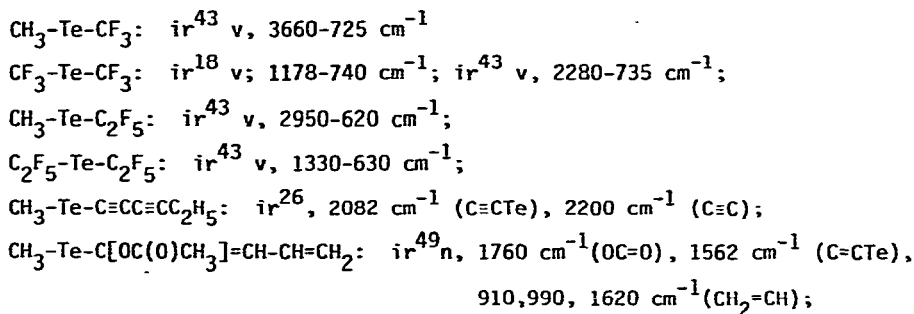 CH₃-Te-CF₃: ir⁴³ v, 3660-725 cm⁻¹
CF₃-Te-CF₃: ir¹⁸ v; 1178-740 cm⁻¹; ir⁴³ v, 2280-735 cm⁻¹;
CH₃-Te-C₂F₅: ir⁴³ v, 2950-620 cm⁻¹;
C₂F₅-Te-C₂F₅: ir⁴³ v, 1330-630 cm⁻¹;
CH₃-Te-C≡CC≡CC₂H₅: ir²⁶, 2082 cm⁻¹ (C≡CTe), 2200 cm⁻¹ (C≡C);
CH₃-Te-C[OC(O)CH₃]=CH-CH=CH₂: ir⁴⁹n, 1760 cm⁻¹(OC=O), 1562 cm⁻¹ (C=CTe),
910,990, 1620 cm⁻¹(CH₂=CH);